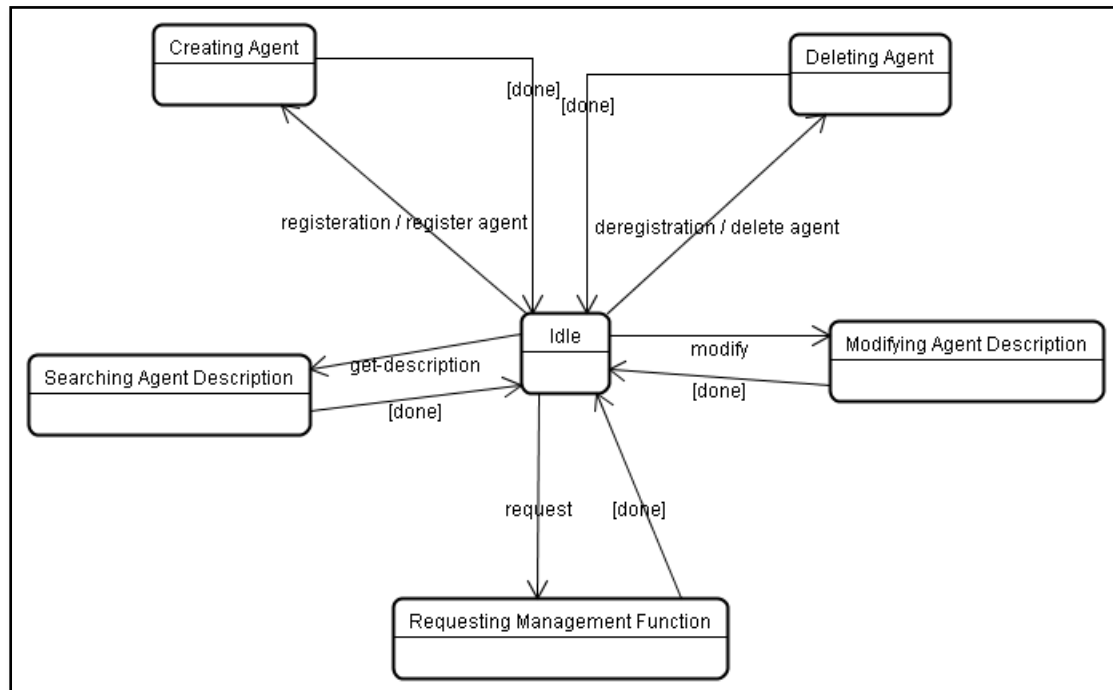 Creating Agent
Deleting Agent
[done]
[done]
registeration / register agent
deregistration / delete agent
Idle
modify
Modifying Agent Description
get-description
Searching Agent Description
[done]
[done]
request
[done]
Requesting Management Function